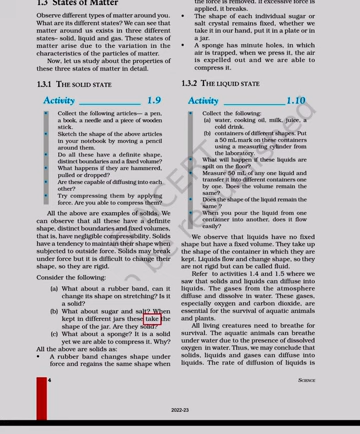 1.3 States of Matter
Observe different types of matter around you.
What are its different states? We can see that
matter around us exists in three different
states– solid, liquid and gas. These states of
matter arise due to the variation in the
characteristics of the particles of matter.
Now, let us study about the properties of
these three states of matter in detail.
1.3.1 THE SOLID STATE
Activity 1.9
• Collect the following articles— a pen,
a book, a needle and a piece of wooden
stick.
• Sketch the shape of the above articles
in your notebook by moving a pencil
around them.
• Do all these have a definite shape,
distinct boundaries and a fixed volume?
• What happens if they are hammered,
pulled or dropped?
• Are these capable of diffusing into each
other?
• Try compressing them by applying
force. Are you able to compress them?
All the above are examples of solids. We
can observe that all these have a definite
shape, distinct boundaries and fixed volumes,
that is, have negligible compressibility. Solids
have a tendency to maintain their shape when
subjected to outside force. Solids may break
under force but it is difficult to change their
shape, so they are rigid.
Consider the following:
(a) What about a rubber band, can it
change its shape on stretching? Is it
a solid?
(b) What about sugar and salt? When
kept in different jars these take the
shape of the jar. Are they solid?
(c) What about a sponge? It is a solid
yet we are able to compress it. Why?
All the above are solids as:
• A rubber band changes shape under
force and regains the same shape when
4
the force is removed. If excessive force is
applied, it breaks.
• The shape of each individual sugar or
salt crystal remains fixed, whether we
take it in our hand, put it in a plate or in
a jar.
• A sponge has minute holes, in which
air is trapped, when we press it, the air
is expelled out and we are able to
compress it.
1.3.2 THE LIQUID STATE
Activity 1.10
• Collect the following:
(a) water, cooking oil, milk, juice, a
cold drink.
(b) containers of different shapes. Put
a 50 mL mark on these containers
using a measuring cylinder from
the laboratory.
• What will happen if these liquids are
spilt on the floor?
• Measure 50 mL of any one liquid and
transfer it into different containers one
by one. Does the volume remain the
same?
• Does the shape of the liquid remain the
same ?
• When you pour the liquid from one
container into another, does it flow
easily?
We observe that liquids have no fixed
shape but have a fixed volume. They take up
the shape of the container in which they are
kept. Liquids flow and change shape, so they
are not rigid but can be called fluid.
Refer to activities 1.4 and 1.5 where we
saw that solids and liquids can diffuse into
liquids. The gases from the atmosphere
diffuse and dissolve in water. These gases,
especially oxygen and carbon dioxide, are
essential for the survival of aquatic animals
and plants.
All living creatures need to breathe for
survival. The aquatic animals can breathe
under water due to the presence of dissolved
oxygen in water. Thus, we may conclude that
solids, liquids and gases can diffuse into
liquids. The rate of diffusion of liquids is
SCIENCE
2022-23